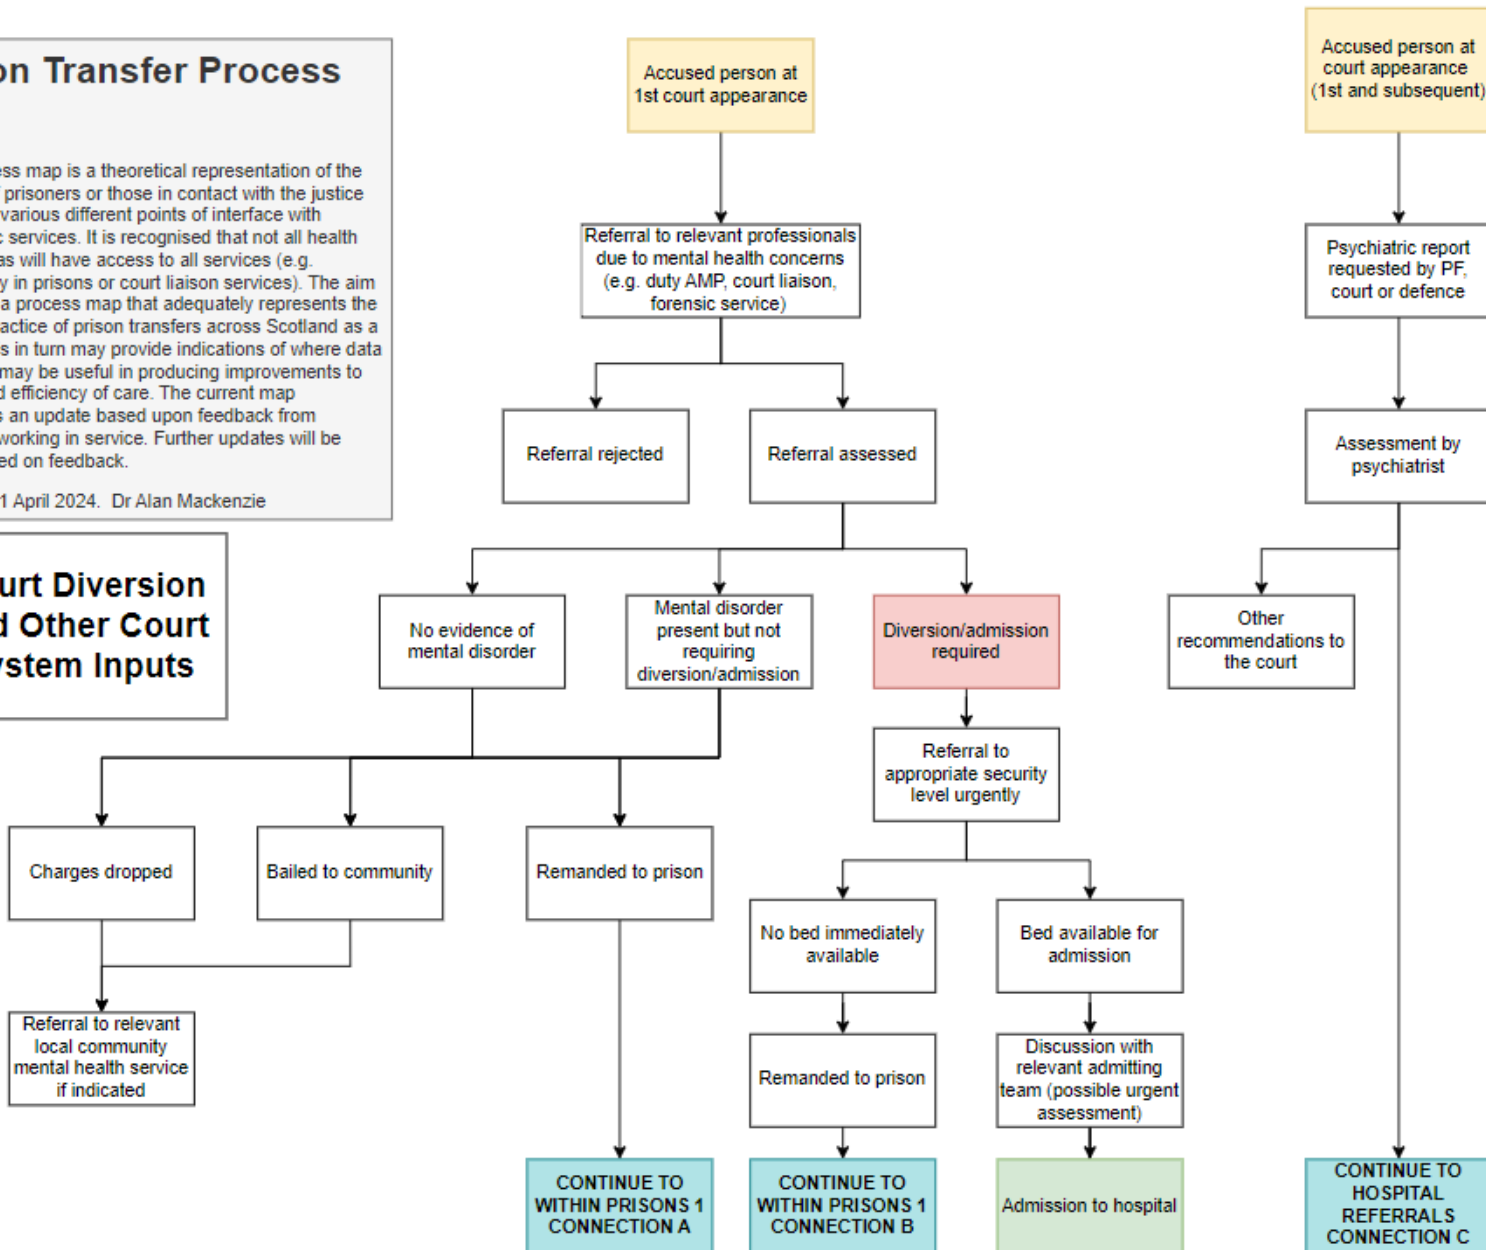 on Transfer Process
ess map is a theoretical representation of the
prisoners or those in contact with the justice
various different points of interface with
c services. It is recognised that not all health
as will have access to all services (e.g.
y in prisons or court liaison services). The aim
a process map that adequately represents the
actice of prison transfers across Scotland as a
s in turn may provide indications of where data
may be useful in producing improvements to
d efficiency of care. The current map
s an update based upon feedback from
working in service. Further updates will be
ed on feedback.
1 April 2024. Dr Alan Mackenzie
urt Diversion
d Other Court
ystem Inputs
Accused person at
1st court appearance
Referral to relevant professionals
due to mental health concerns
(e.g. duty AMP, court liaison,
forensic service)
Referral rejected
Referral assessed
No evidence of
mental disorder
Mental disorder
present but not
requiring
diversion/admission
Diversion/admission
required
Referral to
appropriate security
level urgently
Charges dropped
Bailed to community
Remanded to prison
No bed immediately
available
Bed available for
admission
Referral to relevant
local community
mental health service
if indicated
Remanded to prison
Discussion with
relevant admitting
team (possible urgent
assessment)
CONTINUE TO
WITHIN PRISONS 1
CONNECTION A
CONTINUE TO
WITHIN PRISONS 1
CONNECTION B
Admission to hospital
Accused person at
court appearance
(1st and subsequent)
Psychiatric report
requested by PF,
court or defence
Assessment by
psychiatrist
Other
recommendations to
the court
CONTINUE TO
HOSPITAL
REFERRALS
CONNECTION C